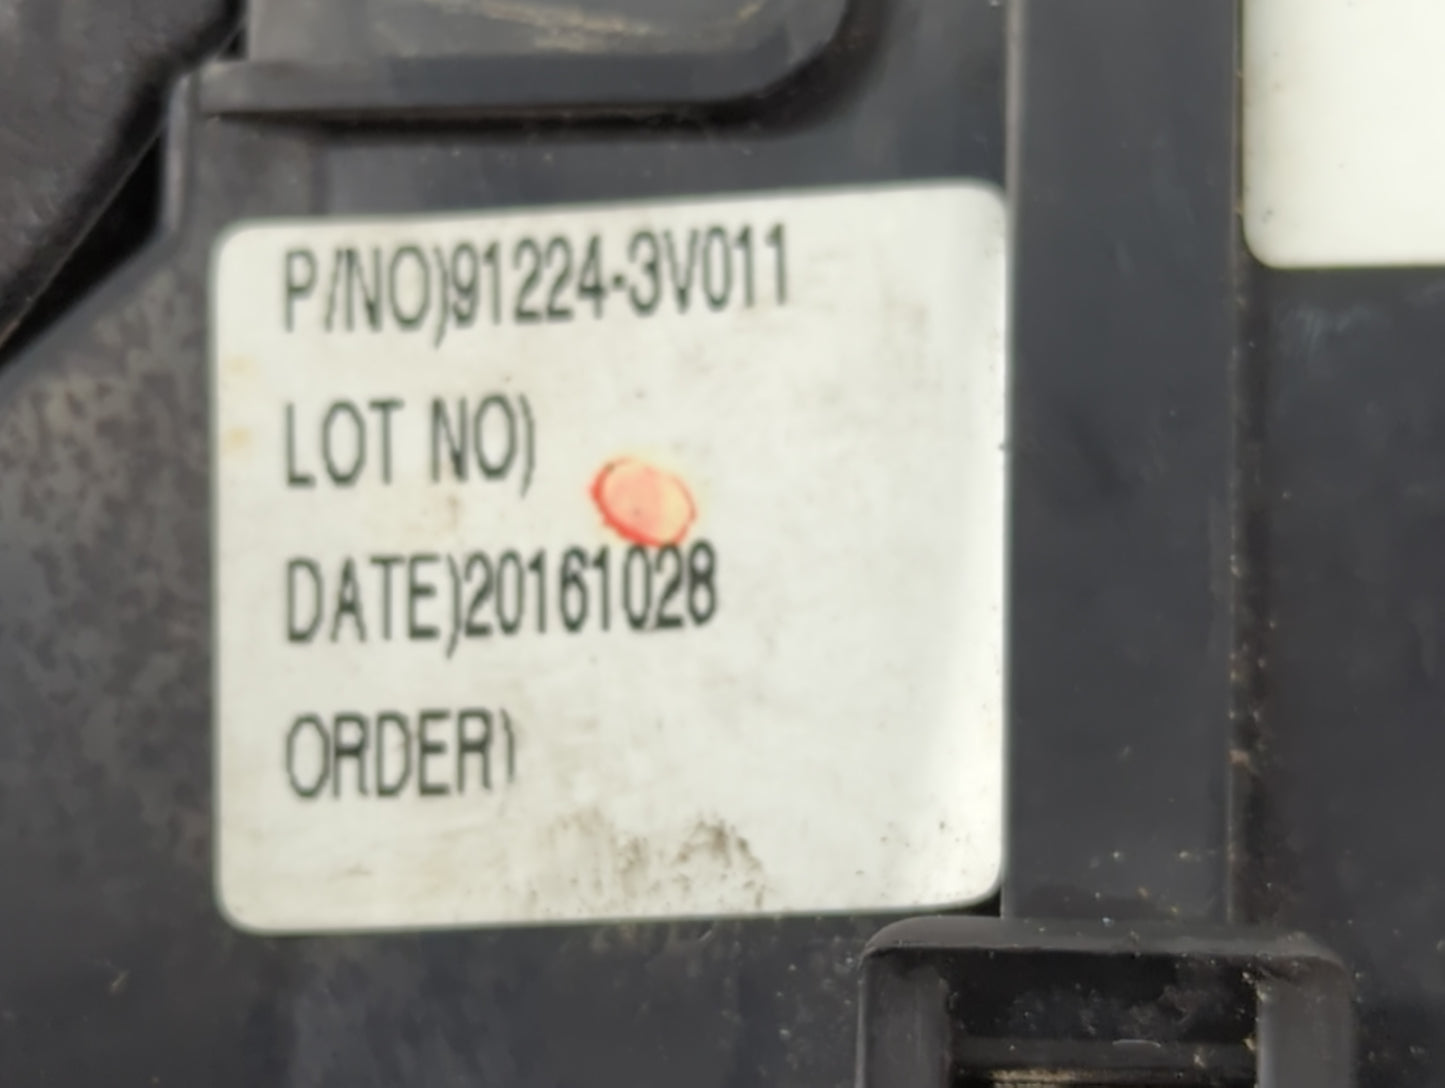 P/NO)91224-3V011
LOT NO)
DATE)20161028
ORDER)